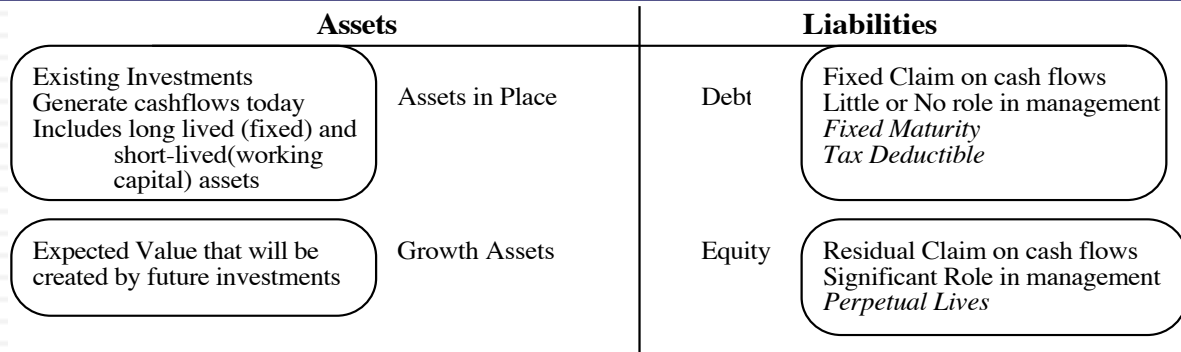 Assets
Liabilities
Existing Investments
Generate cashflows today
Includes long lived (fixed) and
short-lived(working
capital) assets
Assets in Place
Debt
Fixed Claim on cash flows
Little or No role in management
Fixed Maturity
Tax Deductible
Expected Value that will be
created by future investments
Growth Assets
Equity
Residual Claim on cash flows
Significant Role in management
Perpetual Lives